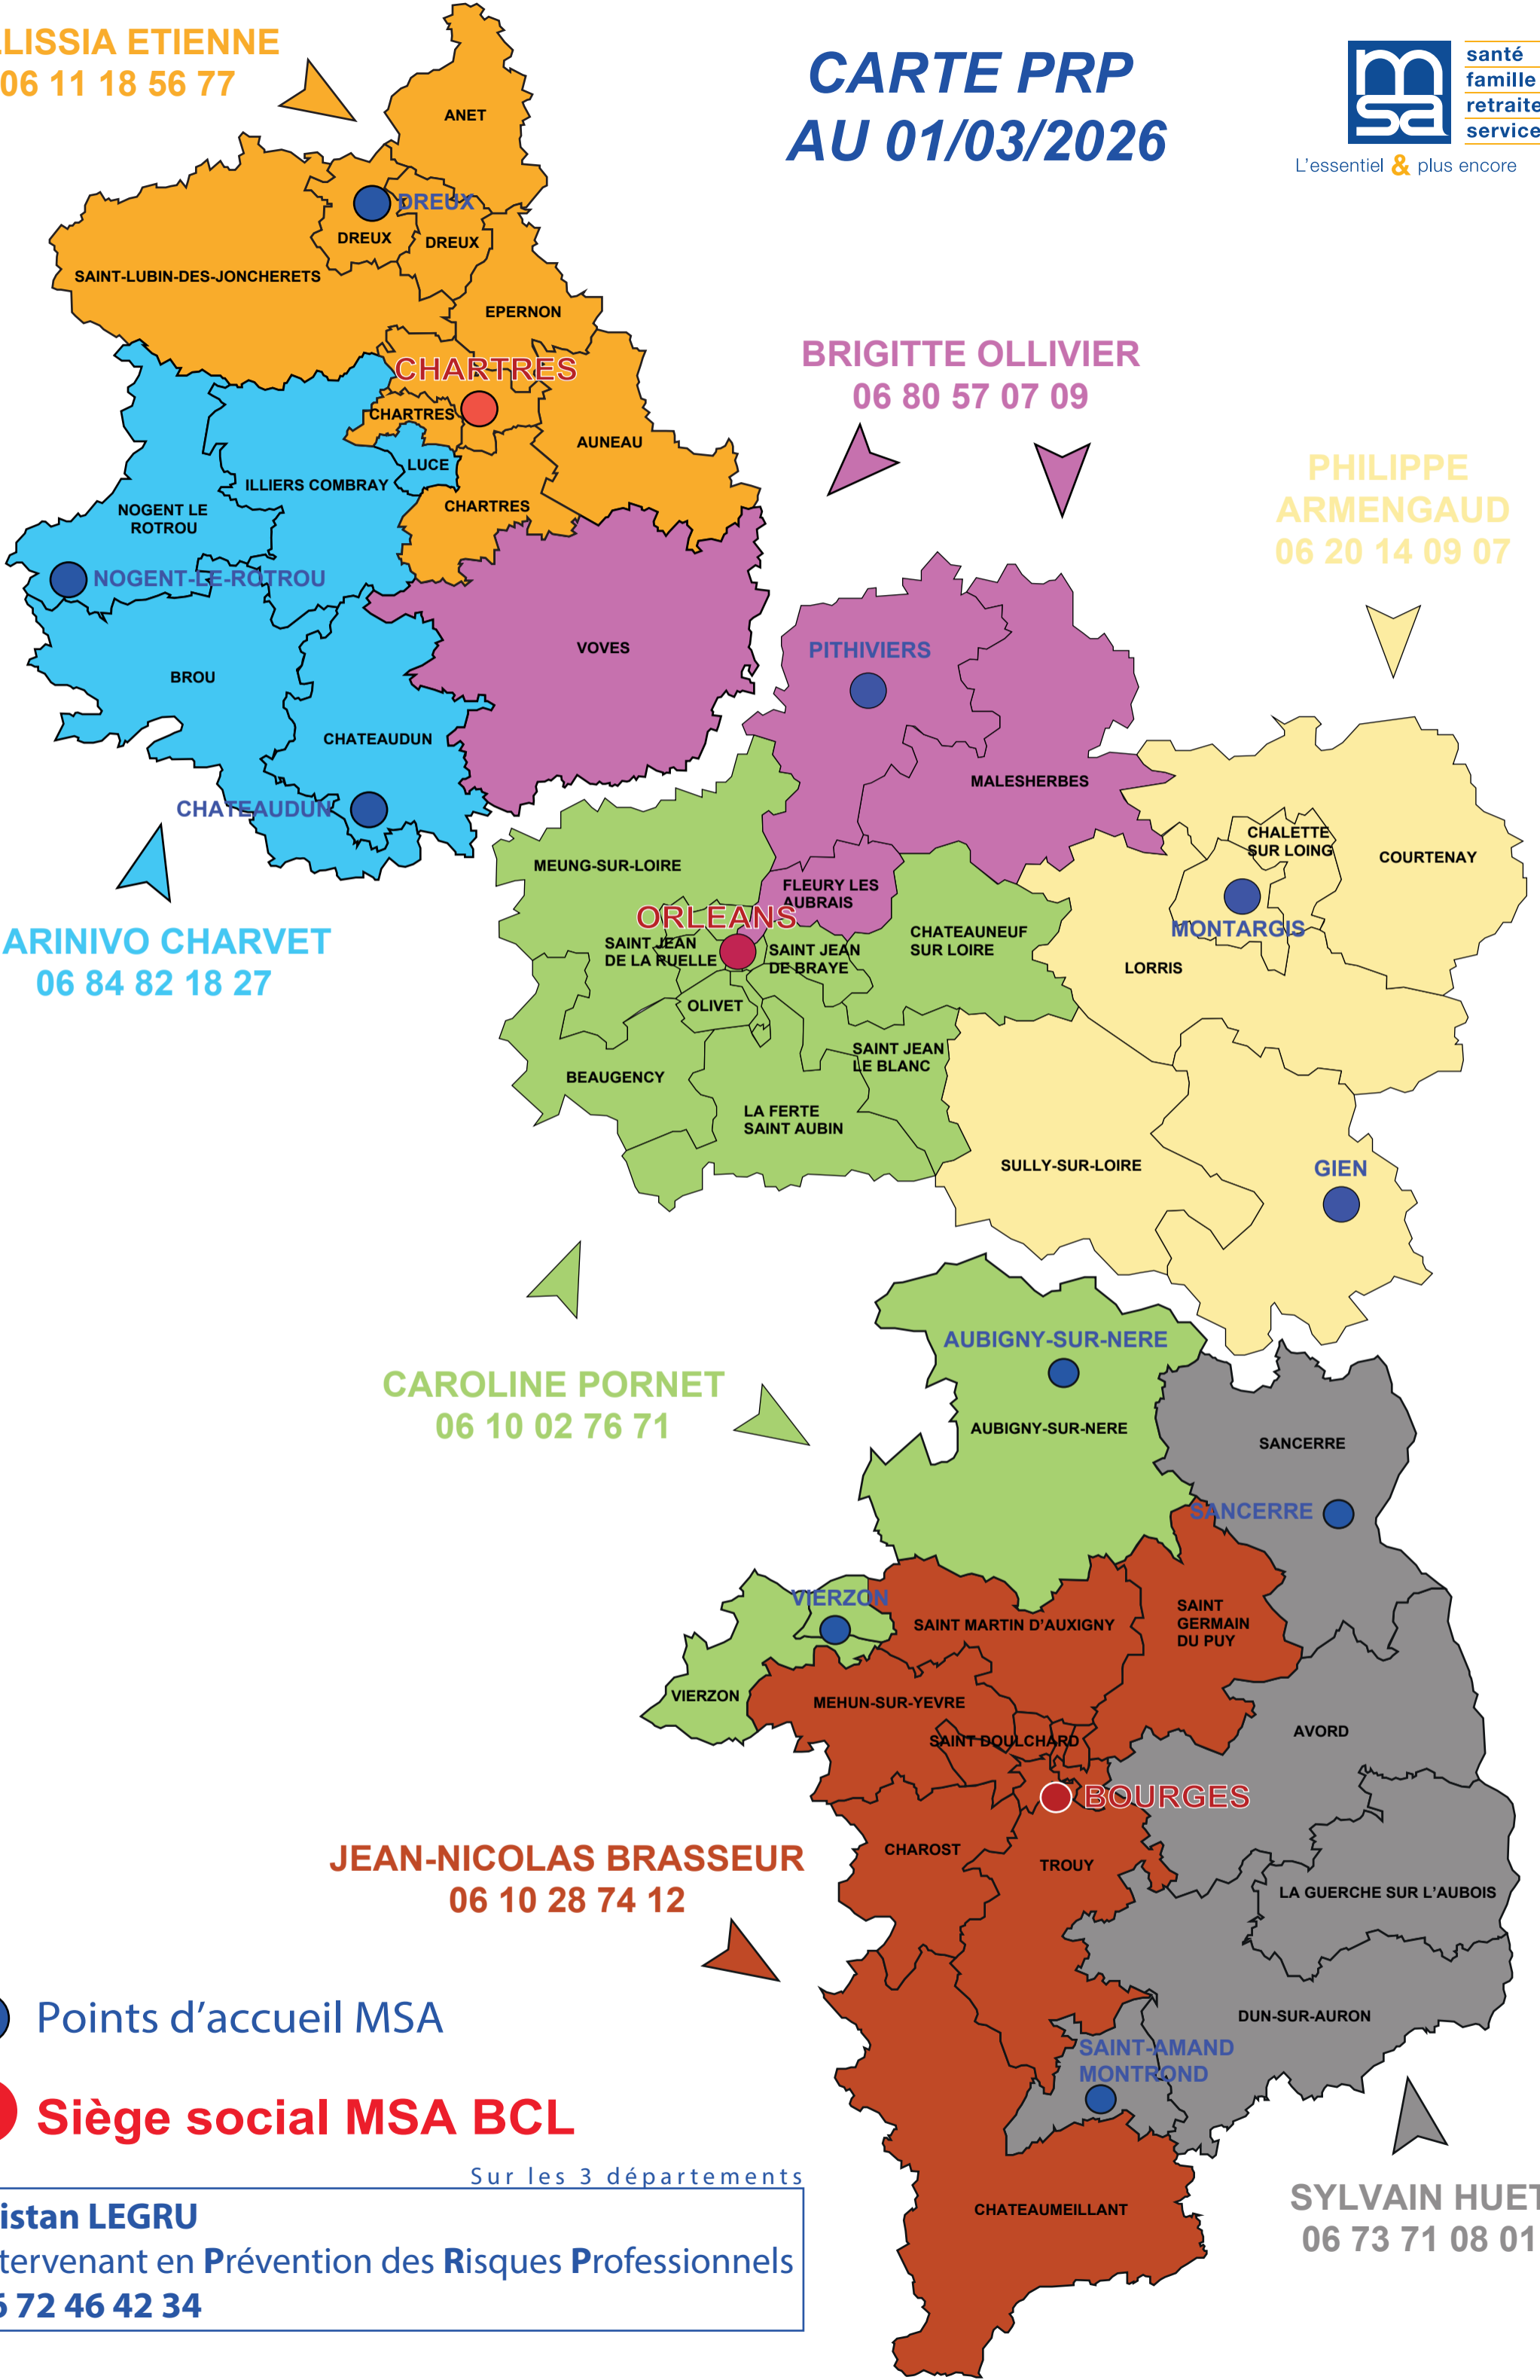 LISSIA ETIENNE
06 11 18 56 77
CARTE PRP
AU 01/03/2026
msa
santé
famille
retraite
service
L'essentiel & plus encore
ANET
DREUX
DREUX
DREUX
SAINT-LUBIN-DES-JONCHERETS
EPERNON
CHARTRES
CHARTRES
AUNEAU
LUCE
ILLIERS COMBRAY
CHARTRES
NOGENT LE
ROTROU
NOGENT-LE-ROTROU
BROU
VOVES
CHATEAUDUN
CHATEAUDUN
BRIGITTE OLLIVIER
06 80 57 07 09
PHILIPPE
ARMENGAUD
06 20 14 09 07
PITHIVIERS
MALESHERBES
ARINIVO CHARVET
06 84 82 18 27
MEUNG-SUR-LOIRE
FLEURY LES
AUBRAIS
ORLEANS
SAINT JEAN
DE LA RUELLE
SAINT JEAN
DE BRAYE
CHATEAUNEUF
SUR LOIRE
OLIVET
SAINT JEAN
LE BLANC
BEAUGENCY
LA FERTE
SAINT AUBIN
CHALETTE
SUR LOING
COURTENAY
MONTARGIS
LORRIS
SULLY-SUR-LOIRE
GIEN
CAROLINE PORNET
06 10 02 76 71
AUBIGNY-SUR-NERE
AUBIGNY-SUR-NERE
SANCERRE
SANCERRE
VIERZON
VIERZON
SAINT MARTIN D'AUXIGNY
SAINT
GERMAIN
DU PUY
MEHUN-SUR-YEVRE
SAINT DOULCHARD
AVORD
BOURGES
CHAROST
TROUY
LA GUERCHE SUR L'AUBOIS
JEAN-NICOLAS BRASSEUR
06 10 28 74 12
DUN-SUR-AURON
SAINT-AMAND
MONTROND
CHATEAUMEILLANT
SYLVAIN HUET
06 73 71 08 01
Points d'accueil MSA
Siège social MSA BCL
Sur les 3 départements
istan LEGRU
tervenant en Prévention des Risques Professionnels
6 72 46 42 34